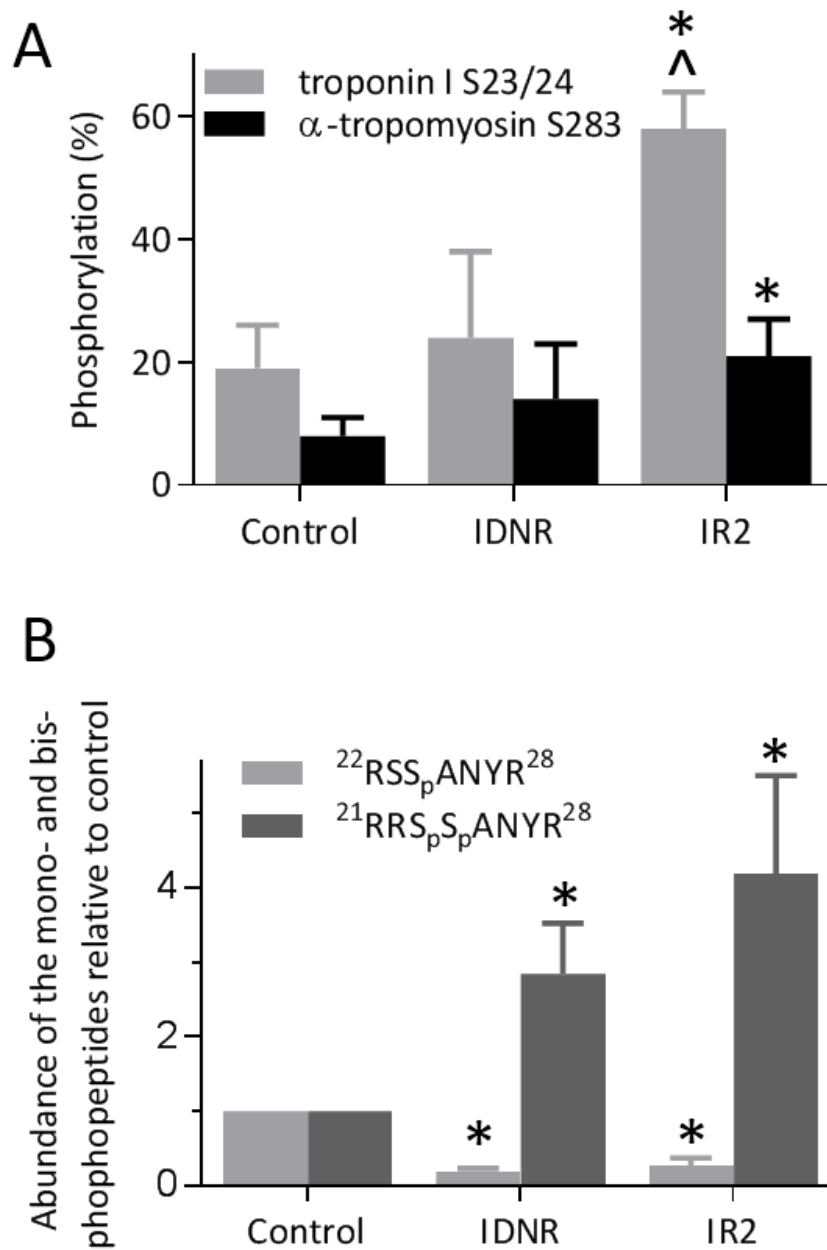 A
*
^
troponin I S23/24
α-tropomyosin S283
*
Phosphorylation (%)
60
40
20
0
Control IDNR IR2
B
Abundance of the mono- and bis-
phophopeptides relative to control
²²RSSₚANYR²⁸
²¹RRSₚSₚANYR²⁸
*
*
*
*
4
2
0
Control IDNR IR2